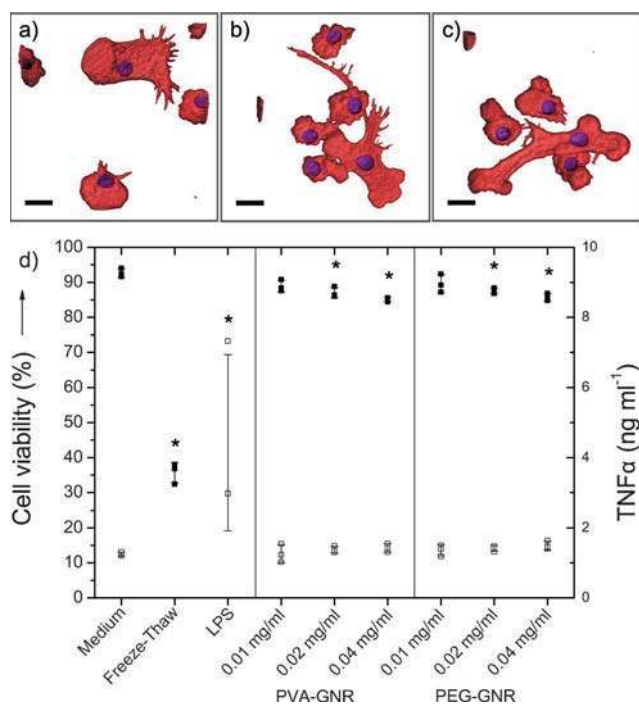 a)
b)
c)
d)
100
90
80
70
60
50
40
30
20
10
0
Cell viability (%)
10
8
6
4
2
0
TNFα (ng ml⁻¹)
*
*
*
*
*
*
Medium
Freeze-Thaw
LPS
0.01 mg/ml
0.02 mg/ml
0.04 mg/ml
0.01 mg/ml
0.02 mg/ml
0.04 mg/ml
PVA-GNR
PEG-GNR